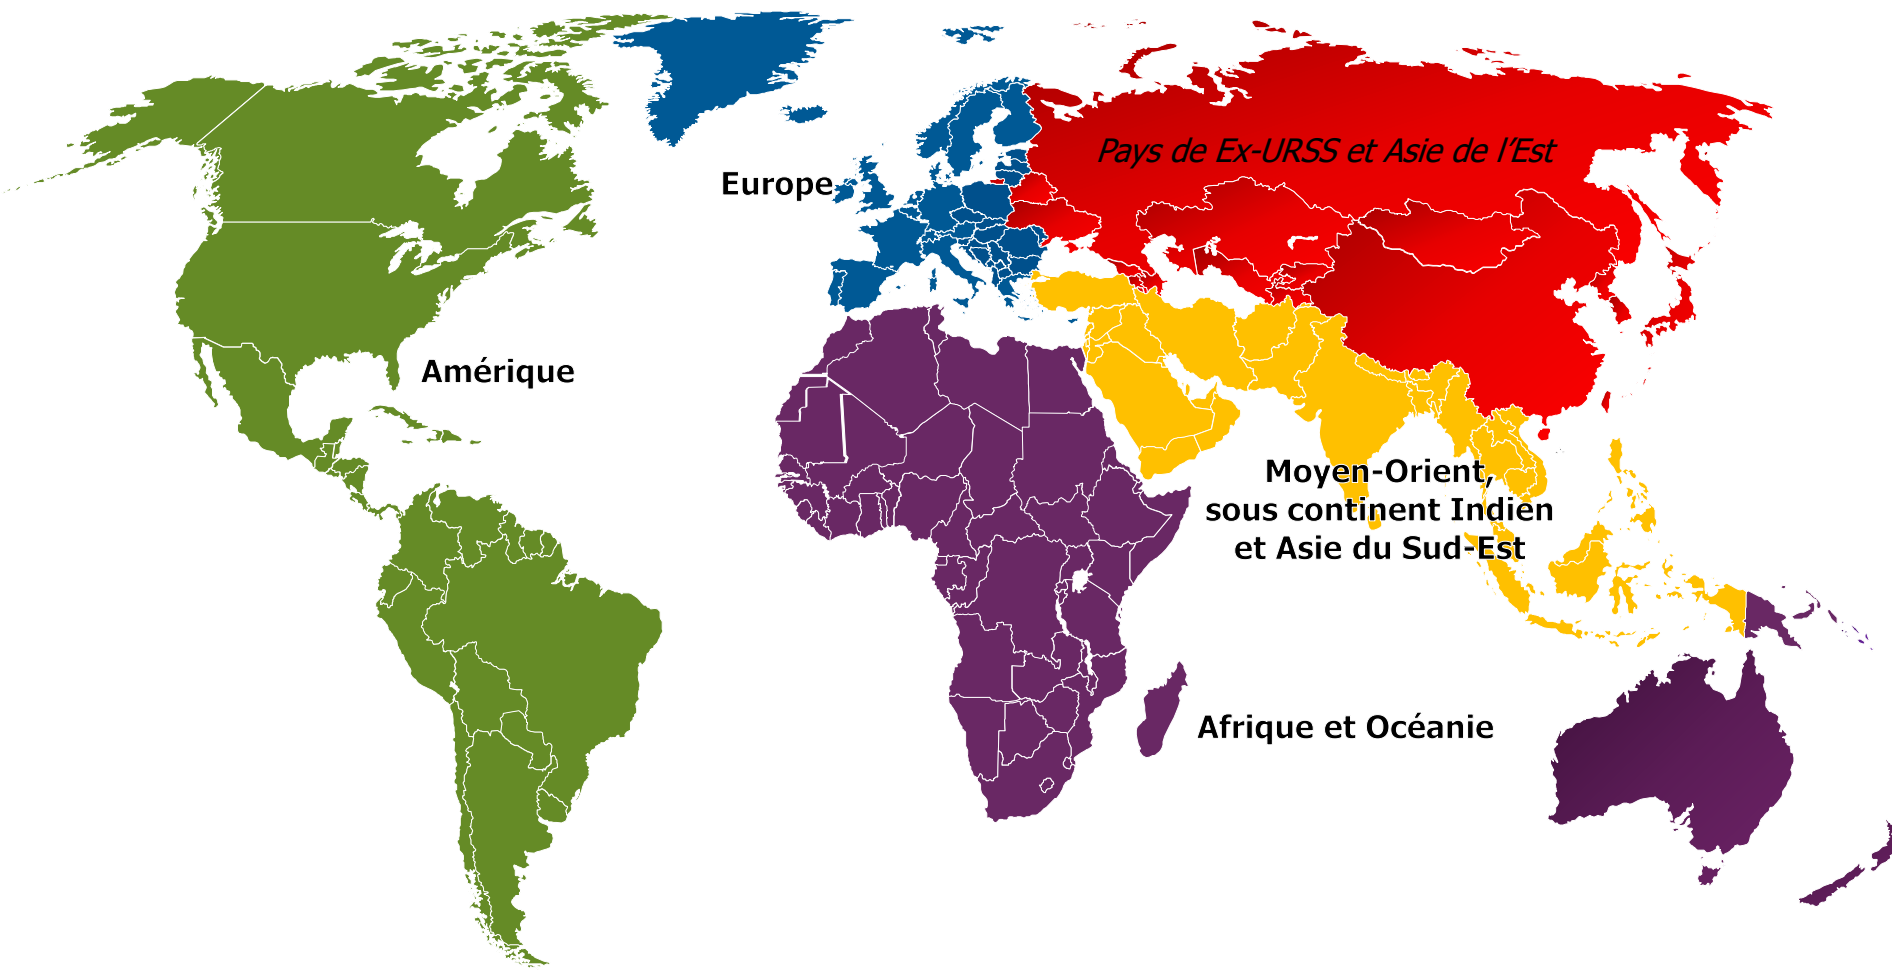 Pays de Ex-URSS et Asie de l'Est
Europe
Amérique
Moyen-Orient,
sous continent Indien
et Asie du Sud-Est
Afrique et Océanie